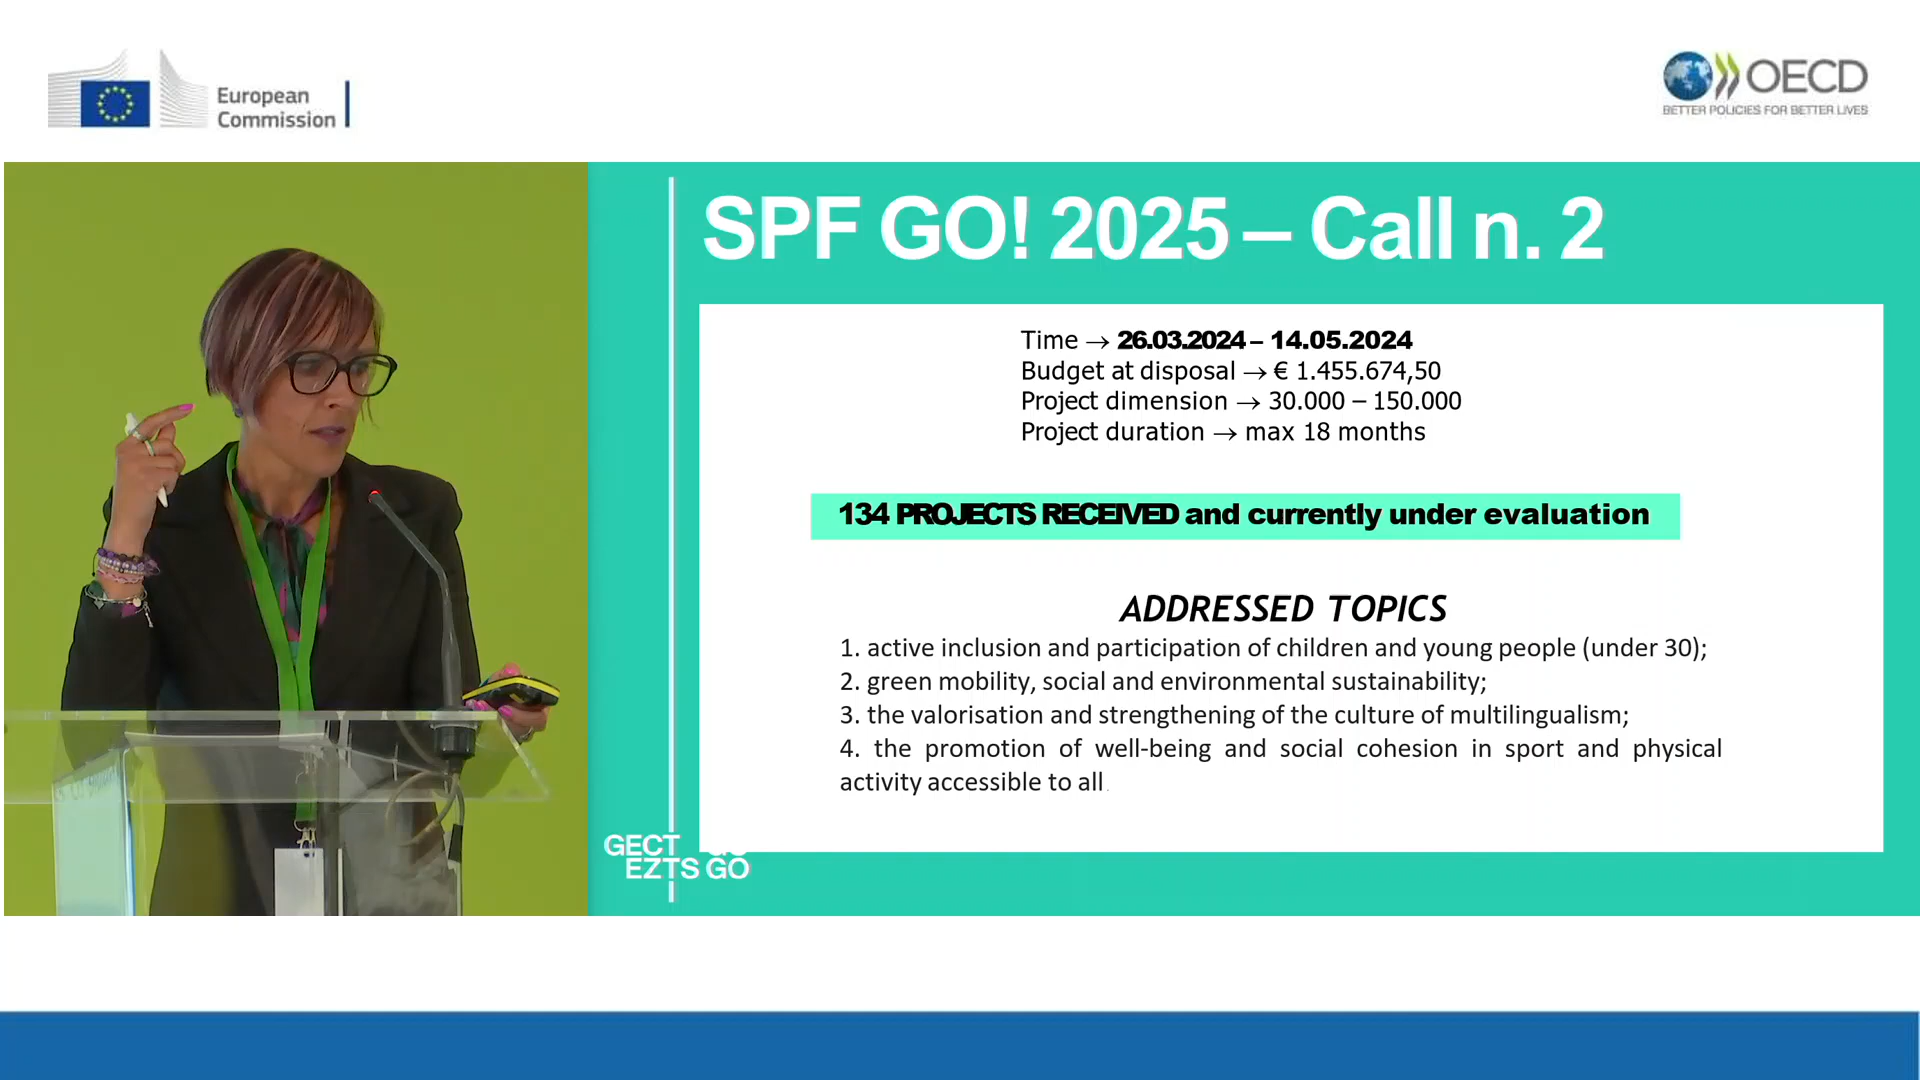 European
Commission
OECD
BETTER POLICIES FOR BETTER LIVES
SPF GO! 2025 – Call n. 2
Time → 26.03.2024 – 14.05.2024
Budget at disposal → € 1.455.674,50
Project dimension → 30.000 – 150.000
Project duration → max 18 months
134 PROJECTS RECEIVED and currently under evaluation
ADDRESSED TOPICS
1. active inclusion and participation of children and young people (under 30);
2. green mobility, social and environmental sustainability;
3. the valorisation and strengthening of the culture of multilingualism;
4. the promotion of well-being and social cohesion in sport and physical
activity accessible to all.
GECT GO
EZTS GO